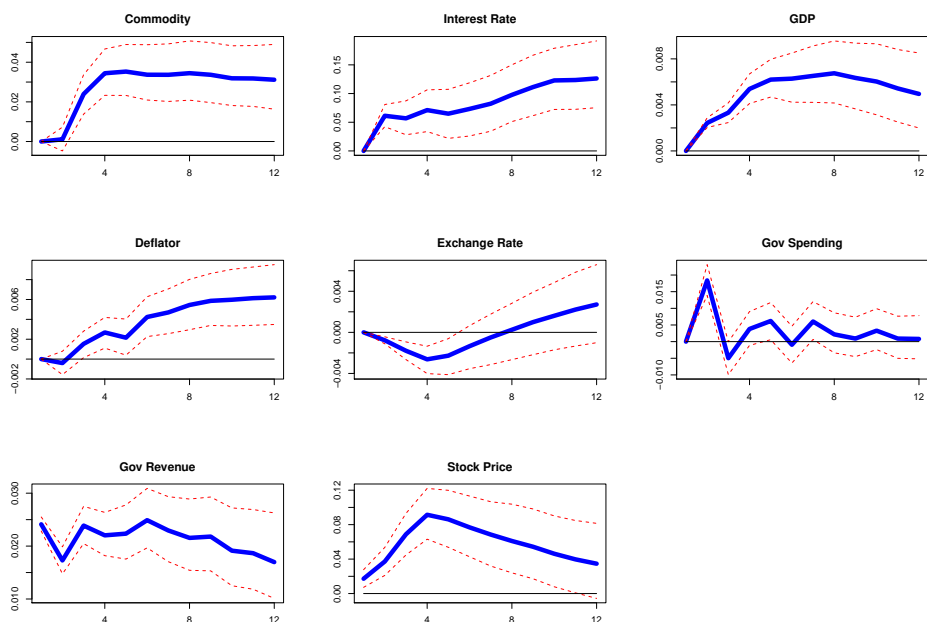 Commodity
0.00 0.02 0.04
4 8 12
Interest Rate
0.00 0.05 0.10 0.15
4 8 12
GDP
0.000 0.004 0.008
4 8 12
Deflator
−0.002 0.002 0.006
4 8 12
Exchange Rate
−0.004 0.000 0.004
4 8 12
Gov Spending
−0.010 0.005 0.015
4 8 12
Gov Revenue
0.010 0.020 0.030
4 8 12
Stock Price
0.00 0.04 0.08 0.12
4 8 12